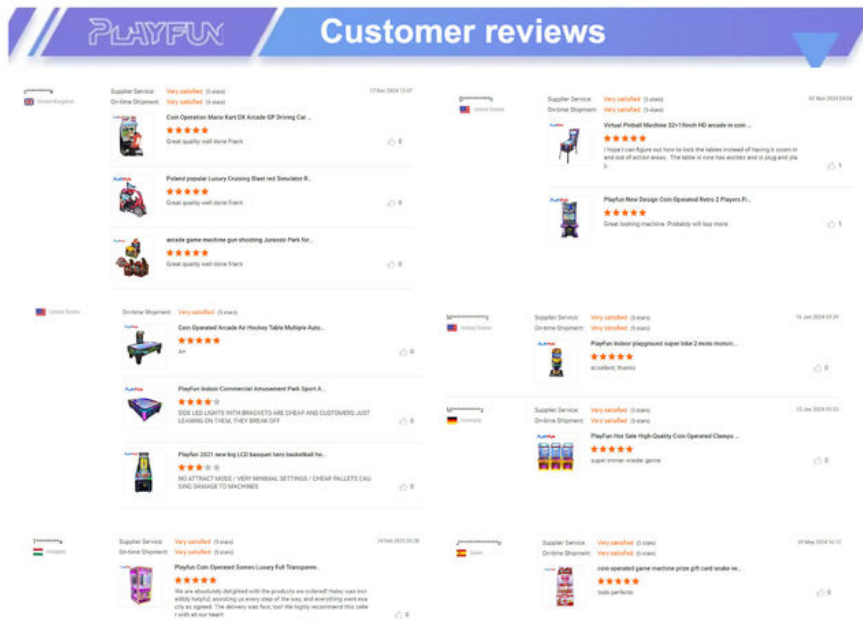 PLAYFUN
Customer reviews
United Kingdom
Supplier Service: Very satisfied (5 stars)
On-time Shipment: Very satisfied (5 stars)
Coin Operation Mario Kart DX Arcade GP Driving Car ...
Great quality well done Frank
0
Poland popular Luxury Cruising Blast red Simulator R...
Great quality well done Frank
0
arcade game machine gun shooting Jurassic Park for...
Great quality well done Frank
0
United States
On-time Shipment: Very satisfied (5 stars)
Coin Operated Arcade Air Hockey Table Multiple Auto...
A+
0
PlayFun Indoor Commercial Amusement Park Sport A...
SIDE LED LIGHTS WITH BRACKETS ARE CHEAP AND CUSTOMERS JUST
LEANING ON THEM, THEY BREAK OFF
0
Playfun 2021 new big LCD basquet hero basketball ho...
NO ATTRACT MODE / VERY MINIMAL SETTINGS / CHEAP PALLETS CAU
SING DAMAGE TO MACHINES
0
Hungary
Supplier Service: Very satisfied (5 stars)
On-time Shipment: Very satisfied (5 stars)
Playfun Coin Operated Games Luxury Full Transparen...
We are absolutely delighted with the products we ordered! Haley was incr
edibly helpful, assisting us every step of the way, and everything went exa
ctly as agreed. The delivery was fast, too! We highly recommend this selle
r with all our heart!
0
United States
Supplier Service: Very satisfied (5 stars)
On-time Shipment: Very satisfied (5 stars)
02 Nov 2024
Virtual Pinball Machine 32+19inch HD arcade in coin ...
I hope I can figure out how to lock the tables instead of having it zoom in
and out of action areas. The table is nice has excites and is plug and pla
y
1
Playfun New Design Coin Operated Retro 2 Players Fi...
Great looking machine. Probably will buy more
1
United States
Supplier Service: Very satisfied (5 stars)
On-time Shipment: Very satisfied (5 stars)
PlayFun Indoor playground super bike 2 moto motorc...
excellent, thanks
0
Germany
Supplier Service: Very satisfied (5 stars)
On-time Shipment: Very satisfied (5 stars)
PlayFun Hot Sale High-Quality Coin Operated Clamps ...
super immer wieder gerne
0
Spain
Supplier Service: Very satisfied (5 stars)
On-time Shipment: Very satisfied (5 stars)
coin operated game machine prize gift card snake ve...
todo perfecto
0